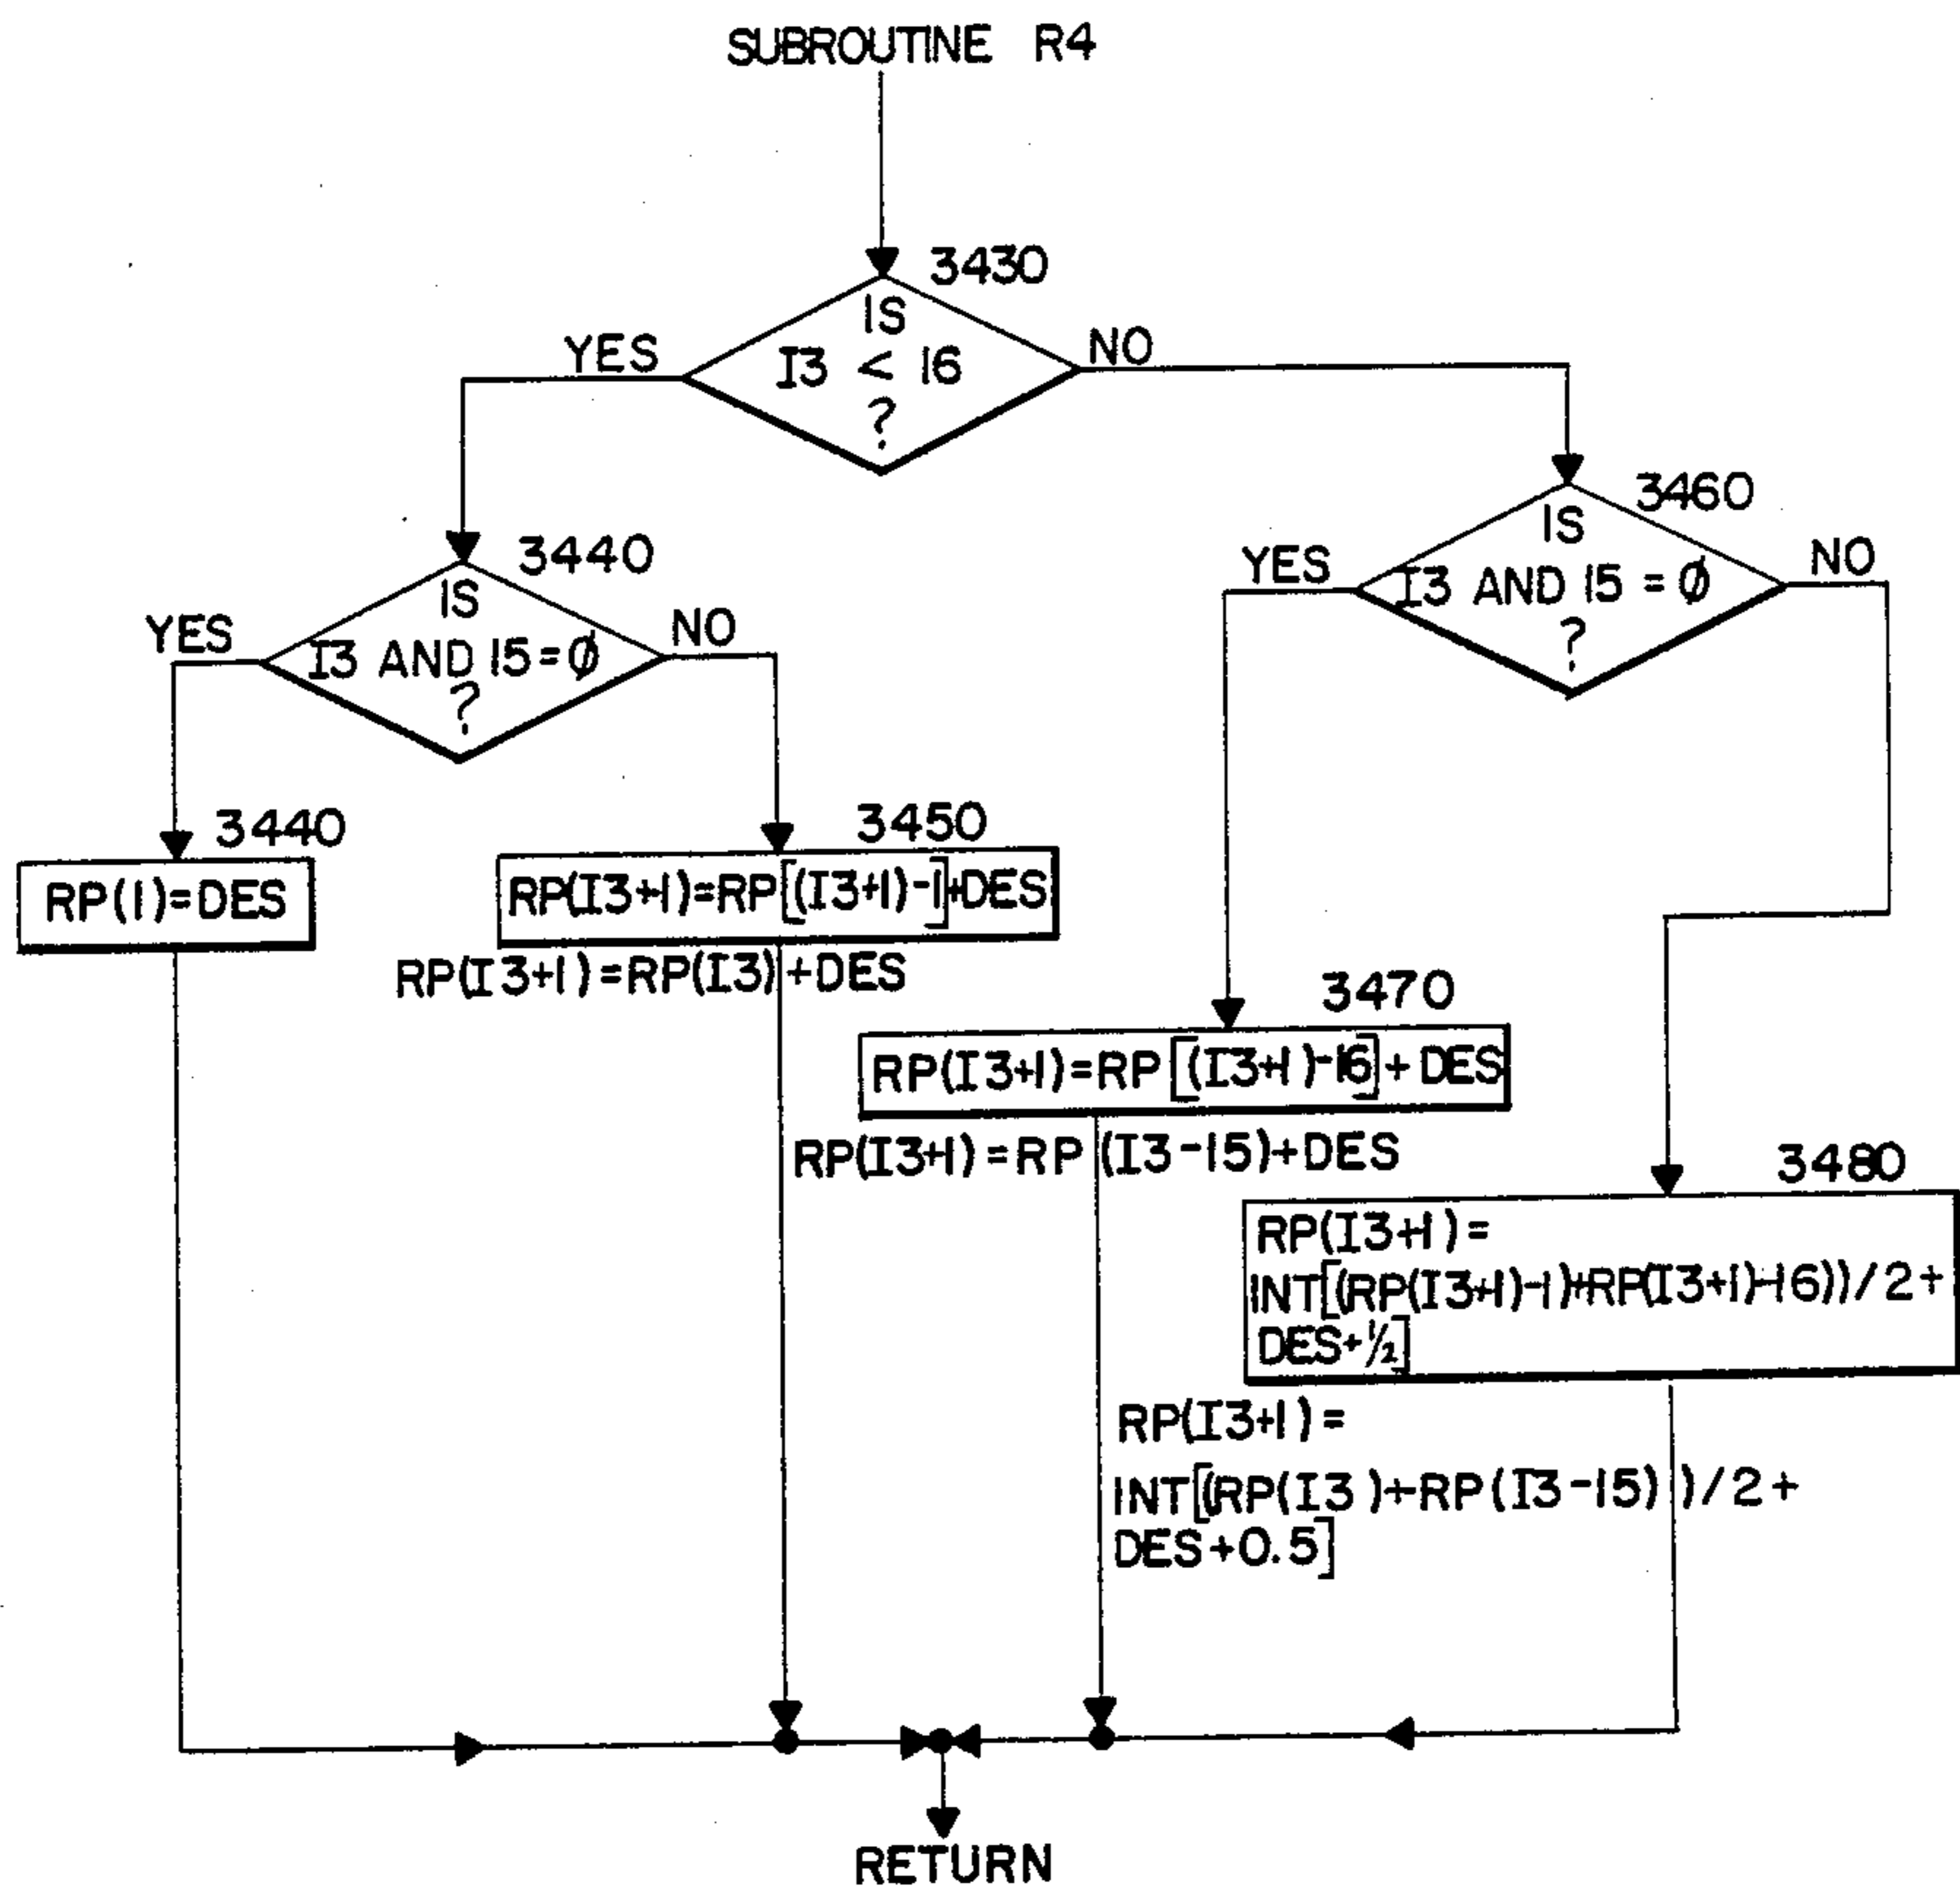 SUBROUTINE R4
3430
IS
I3 < 16
?
YES
NO
3440
IS
I3 AND 15=Ø
?
YES
NO
3460
IS
I3 AND 15 = Ø
?
YES
NO
3440
RP(1)=DES
3450
RP(I3+1)=RP[(I3+1)-1]+DES
RP(I3+1)=RP(I3)+DES
3470
RP(I3+1)=RP[(I3+1)-16]+DES
RP(I3+1)=RP(I3-15)+DES
3480
RP(I3+1)=
INT[(RP(I3+1)-1)+RP(I3+1)-16))/2+
DES+½]
RP(I3+1)=
INT[(RP(I3)+RP(I3-15))/2+
DES+0.5]
RETURN